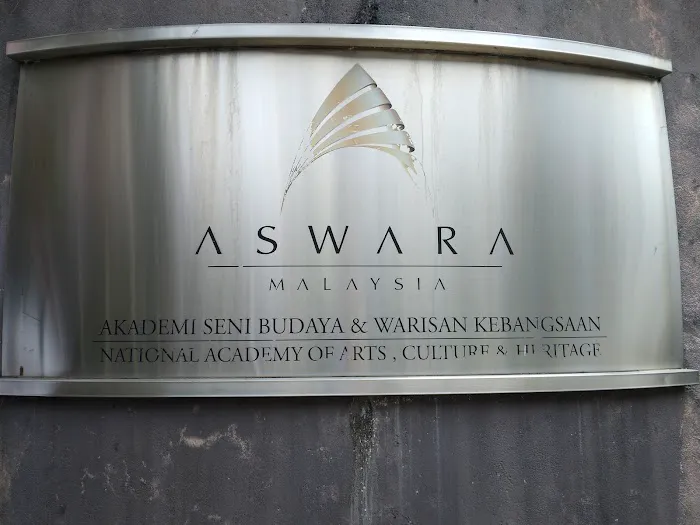 ASWARA
MALAYSIA
AKADEMI SENI BUDAYA & WARISAN KEBANGSAAN
NATIONAL ACADEMY OF ARTS , CULTURE & HERITAGE